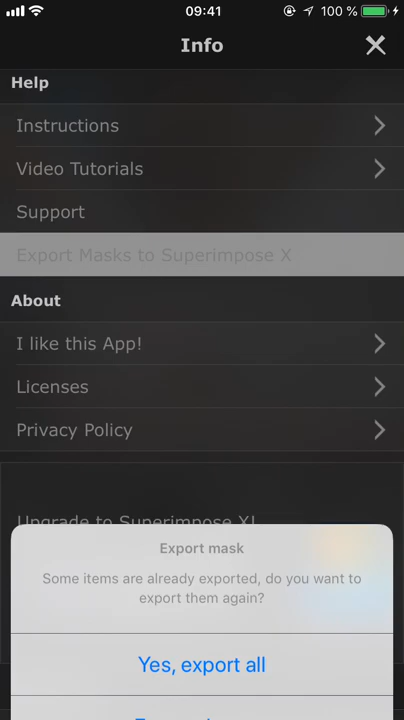 09:41
100 %
Info
Help
Instructions
Video Tutorials
Support
Export Masks to Superimpose X
About
I like this App!
Licenses
Privacy Policy
Upgrade to Superimpose X!
Export mask
Some items are already exported, do you want to
export them again?
Yes, export all